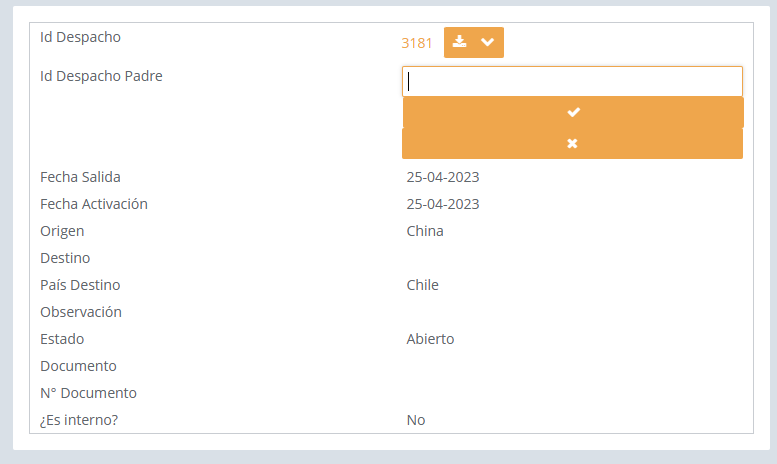 Id Despacho 3181
Id Despacho Padre
Fecha Salida 25-04-2023
Fecha Activación 25-04-2023
Origen China
Destino
País Destino Chile
Observación
Estado Abierto
Documento
N° Documento
¿Es interno? No